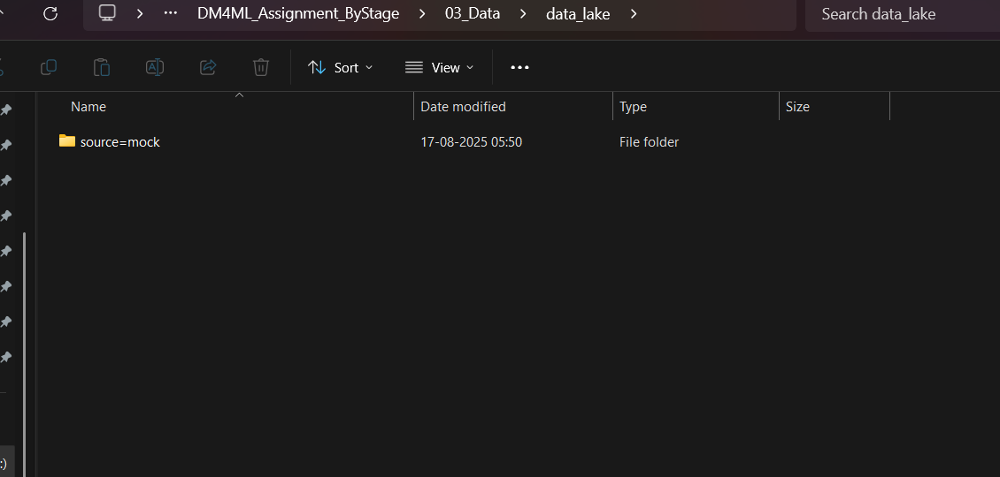 DM4ML_Assignment_ByStage > 03_Data > data_lake >
Search data_lake
Sort
View
Name Date modified Type Size
source=mock 17-08-2025 05:50 File folder
:)